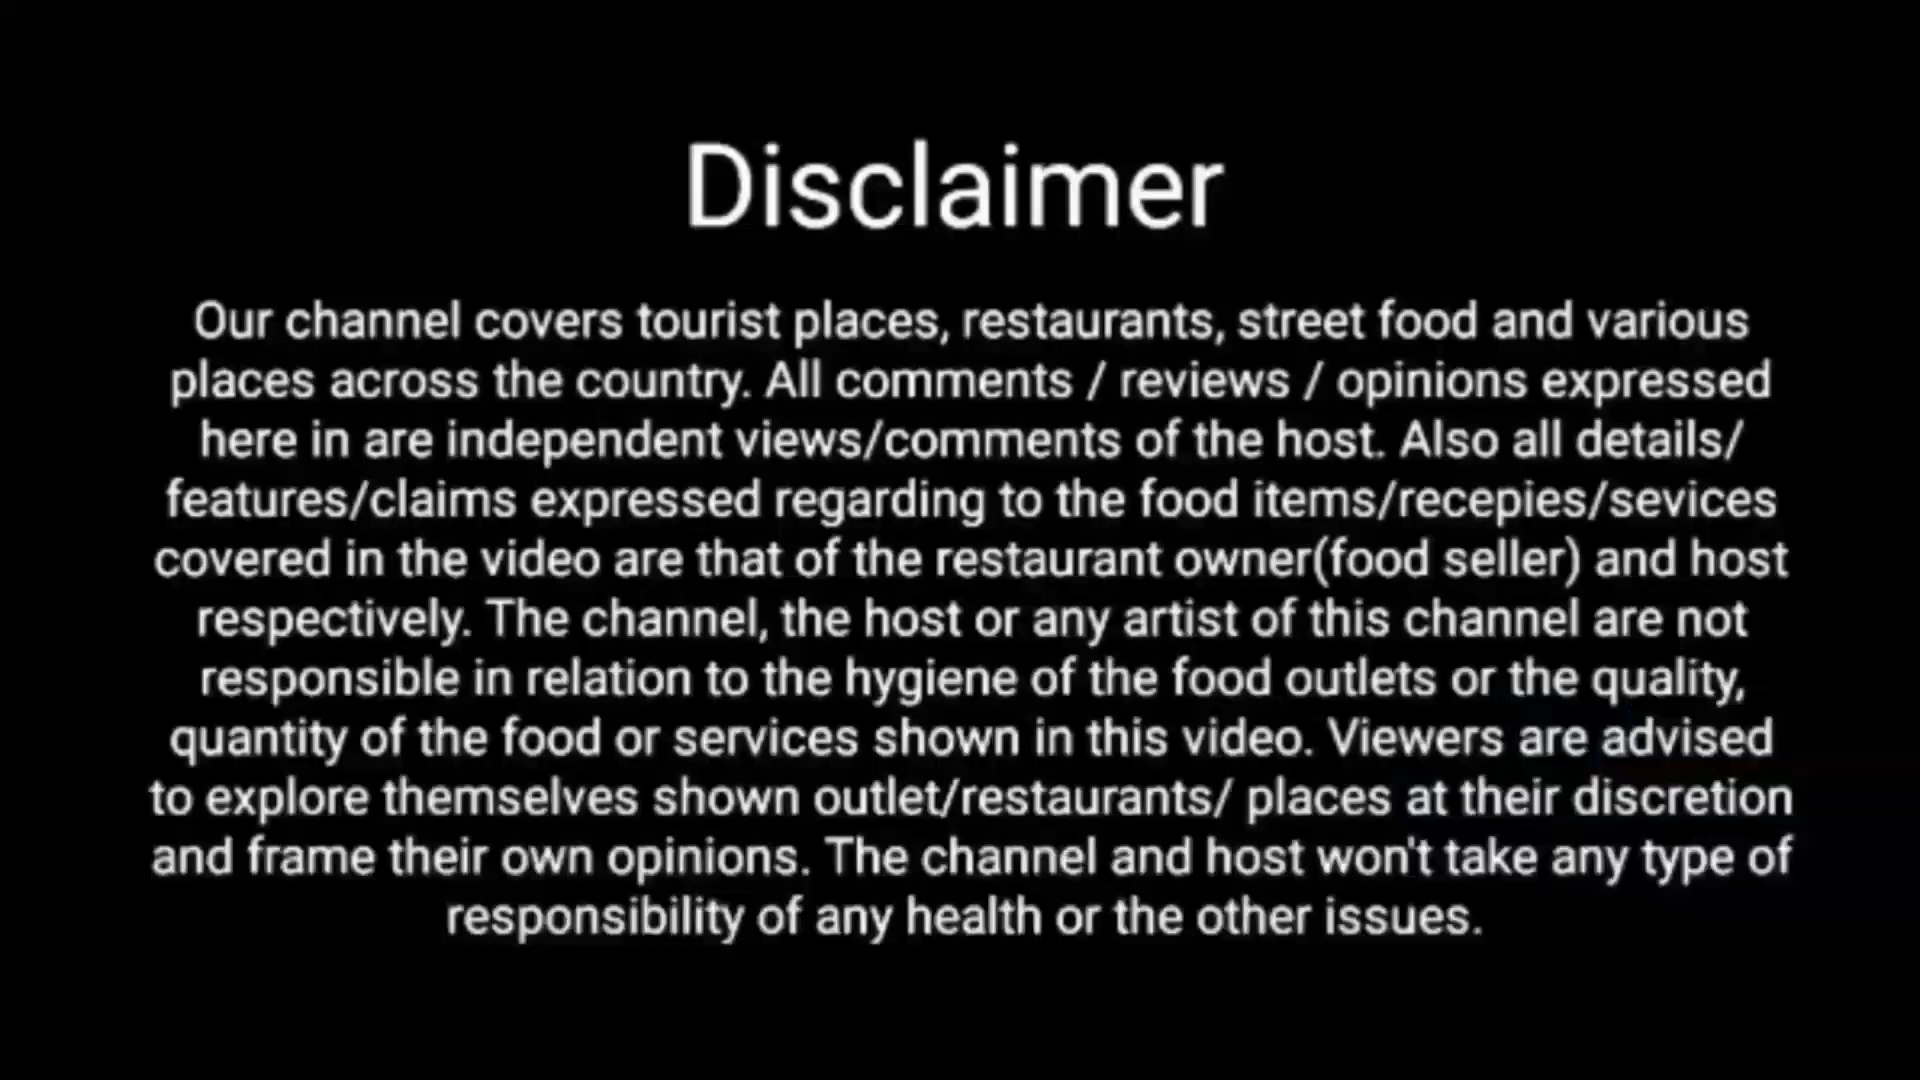 Disclaimer
Our channel covers tourist places, restaurants, street food and various
places across the country. All comments / reviews / opinions expressed
here in are independent views/comments of the host. Also all details/
features/claims expressed regarding to the food items/recepies/sevices
covered in the video are that of the restaurant owner(food seller) and host
respectively. The channel, the host or any artist of this channel are not
responsible in relation to the hygiene of the food outlets or the quality,
quantity of the food or services shown in this video. Viewers are advised
to explore themselves shown outlet/restaurants/ places at their discretion
and frame their own opinions. The channel and host won't take any type of
responsibility of any health or the other issues.